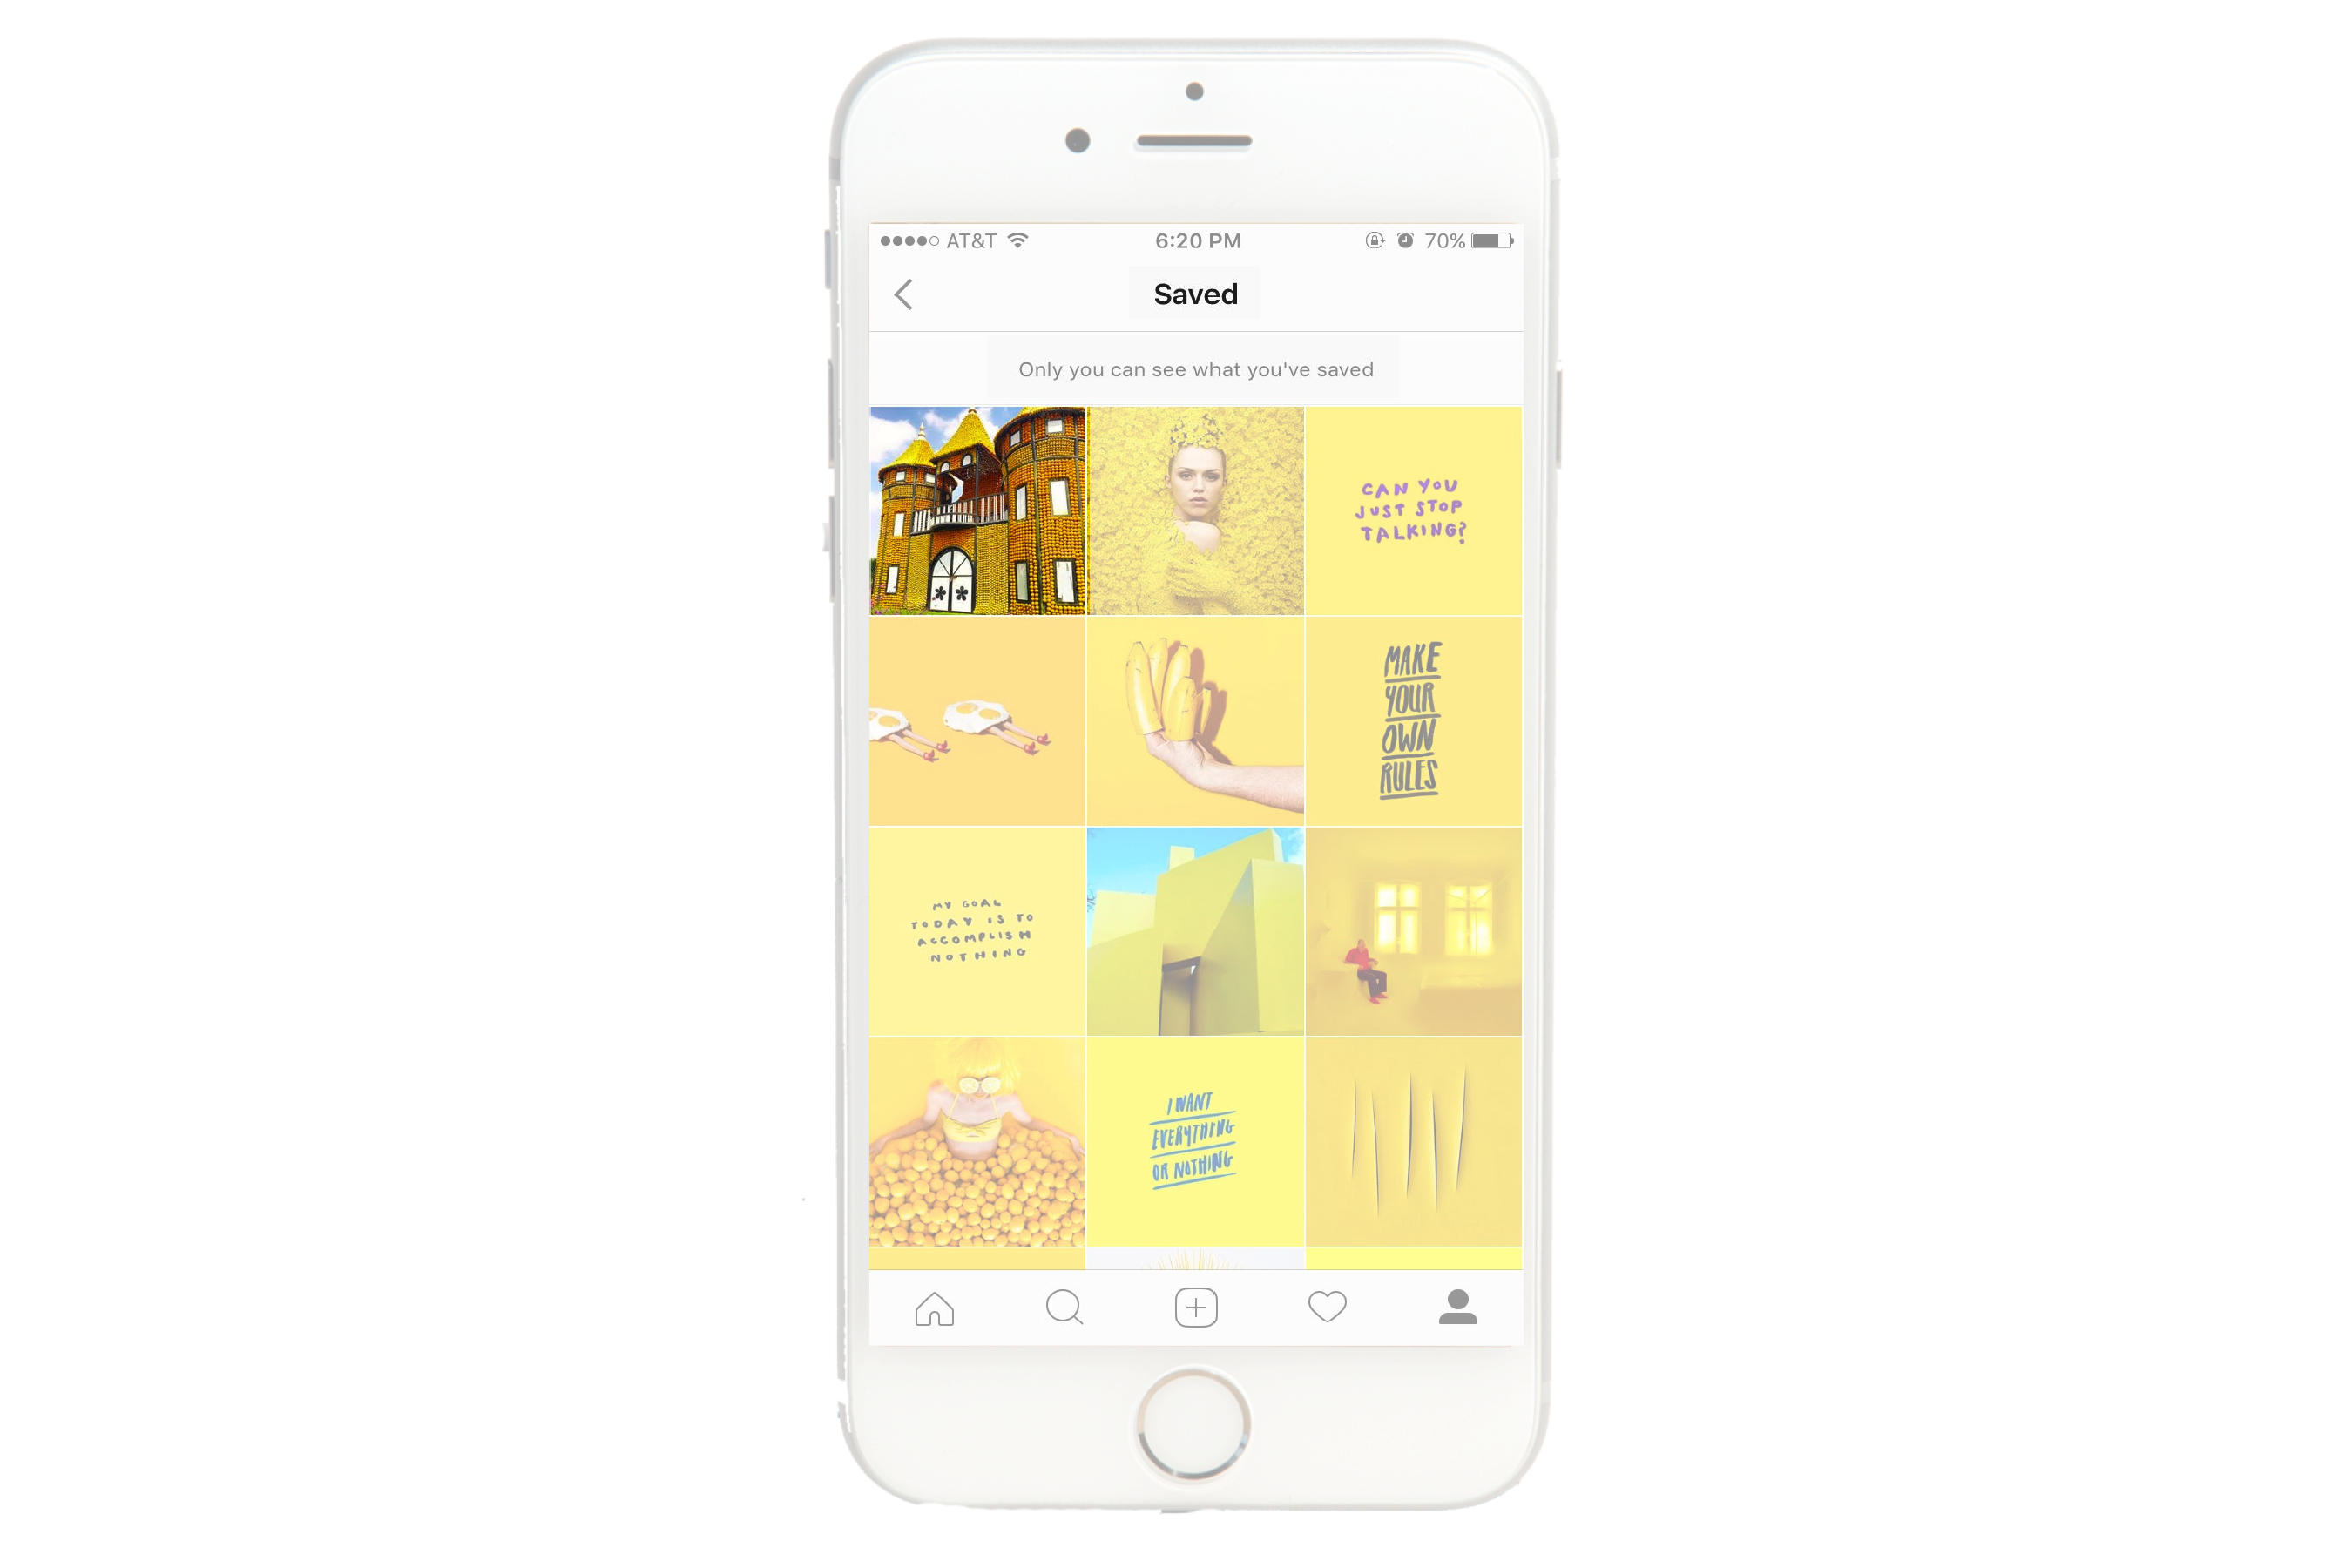 AT&T 6:20 PM 70%
Saved
Only you can see what you've saved
CAN YOU
JUST STOP
TALKING?
MAKE
YOUR
OWN
RULES
MY GOAL
TODAY IS TO
ACCOMPLISH
NOTHING
I WANT
EVERYTHING
OR NOTHING